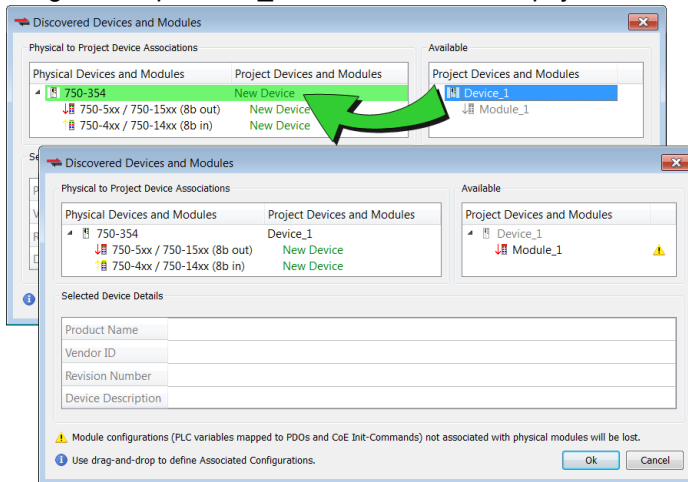 Discovered Devices and Modules
Physical to Project Device Associations
Available
Physical Devices and Modules Project Devices and Modules
Project Devices and Modules
750-354 New Device
Device_1
750-5xx / 750-15xx (8b out) New Device
Module_1
750-4xx / 750-14xx (8b in) New Device
Discovered Devices and Modules
Physical to Project Device Associations
Available
Physical Devices and Modules Project Devices and Modules
Project Devices and Modules
750-354 Device_1
Device_1
750-5xx / 750-15xx (8b out) New Device
Module_1
750-4xx / 750-14xx (8b in) New Device
Selected Device Details
Product Name
Vendor ID
Revision Number
Device Description
Module configurations (PLC variables mapped to PDOs and CoE Init-Commands) not associated with physical modules will be lost.
Use drag-and-drop to define Associated Configurations.
Ok Cancel